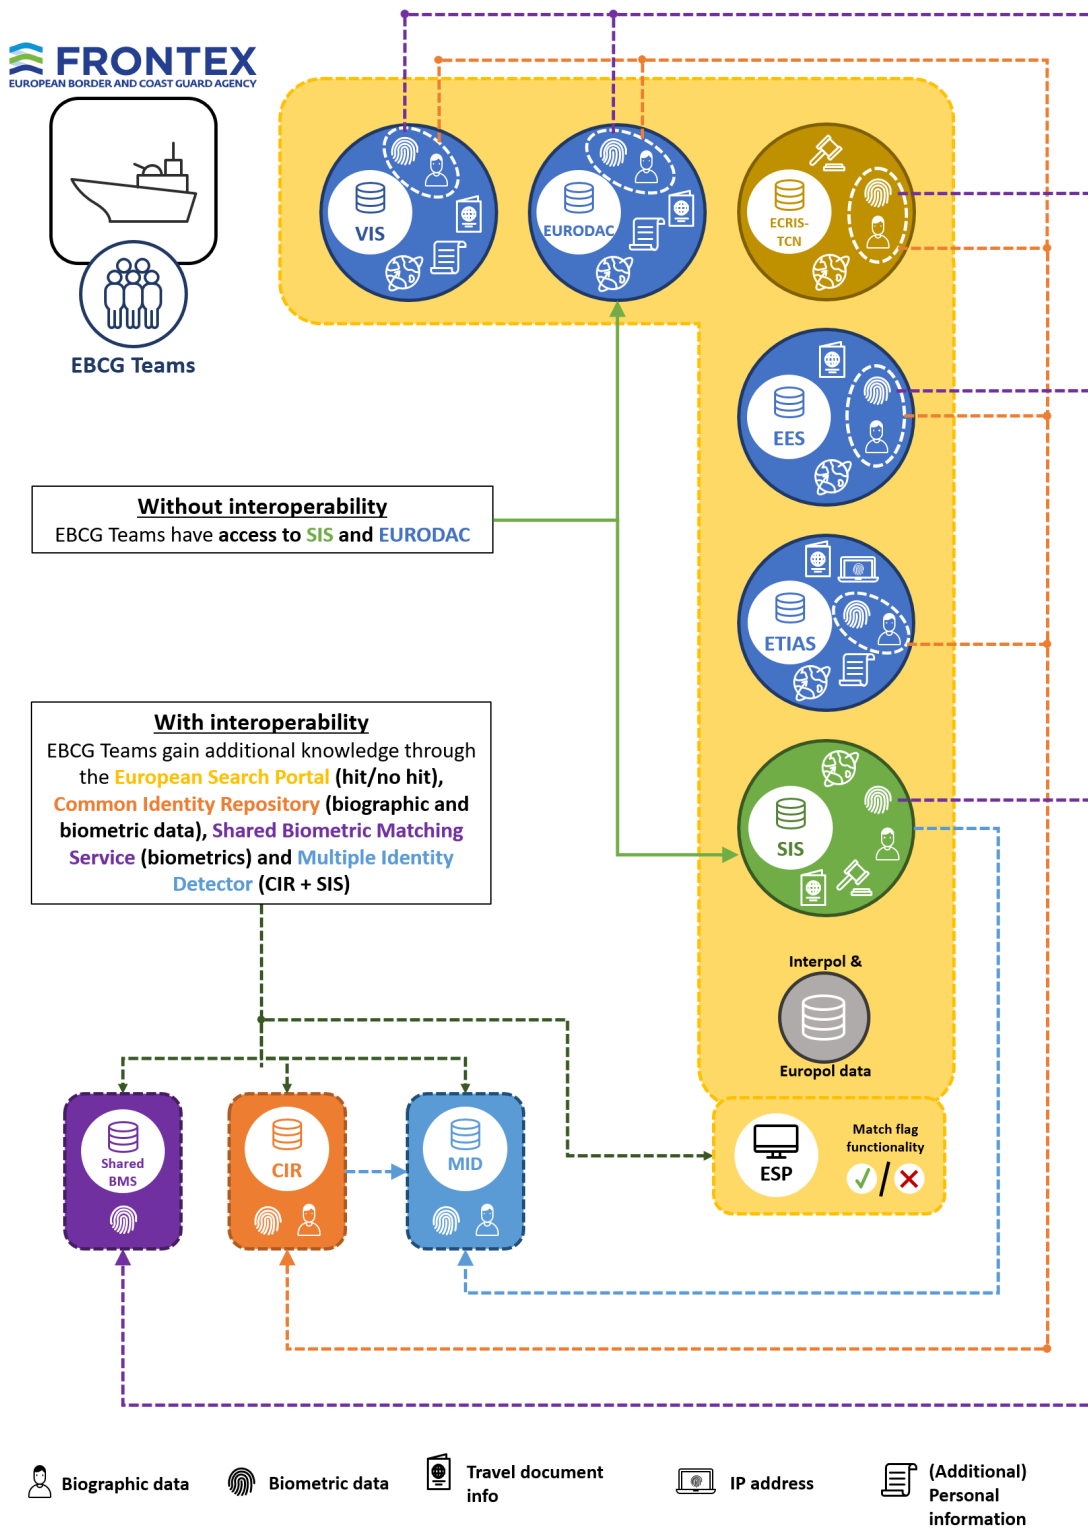 FRONTEX
EUROPEAN BORDER AND COAST GUARD AGENCY
EBCG Teams
VIS
EURODAC
ECRIS-
TCN
EES
Without interoperability
EBCG Teams have access to SIS and EURODAC
ETIAS
With interoperability
EBCG Teams gain additional knowledge through
the European Search Portal (hit/no hit),
Common Identity Repository (biographic and
biometric data), Shared Biometric Matching
Service (biometrics) and Multiple Identity
Detector (CIR + SIS)
SIS
Interpol &
Europol data
Shared
BMS
CIR
MID
ESP
Match flag
functionality
/
Biographic data
Biometric data
Travel document
info
IP address
(Additional)
Personal
information